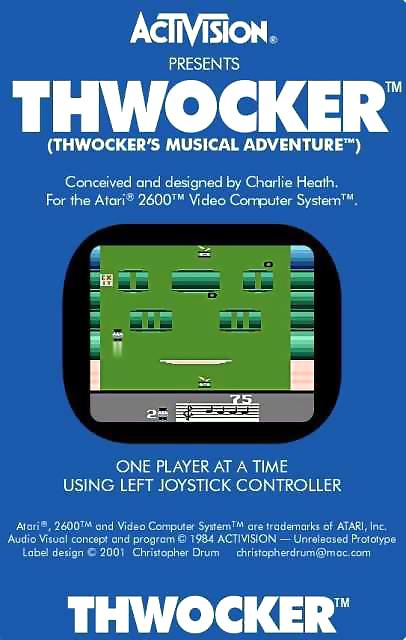 ACTIVISION®
PRESENTS
THWOCKER™
(THWOCKER'S MUSICAL ADVENTURE™)
Conceived and designed by Charlie Heath.
For the Atari® 2600™ Video Computer System™.
EX
IT
75
2
ONE PLAYER AT A TIME
USING LEFT JOYSTICK CONTROLLER
Atari®, 2600™ and Video Computer System™ are trademarks of ATARI, Inc.
Audio Visual concept and program © 1984 ACTIVISION — Unreleased Prototype
Label design © 2001 Christopher Drum christopherdrum@mac.com
THWOCKER™